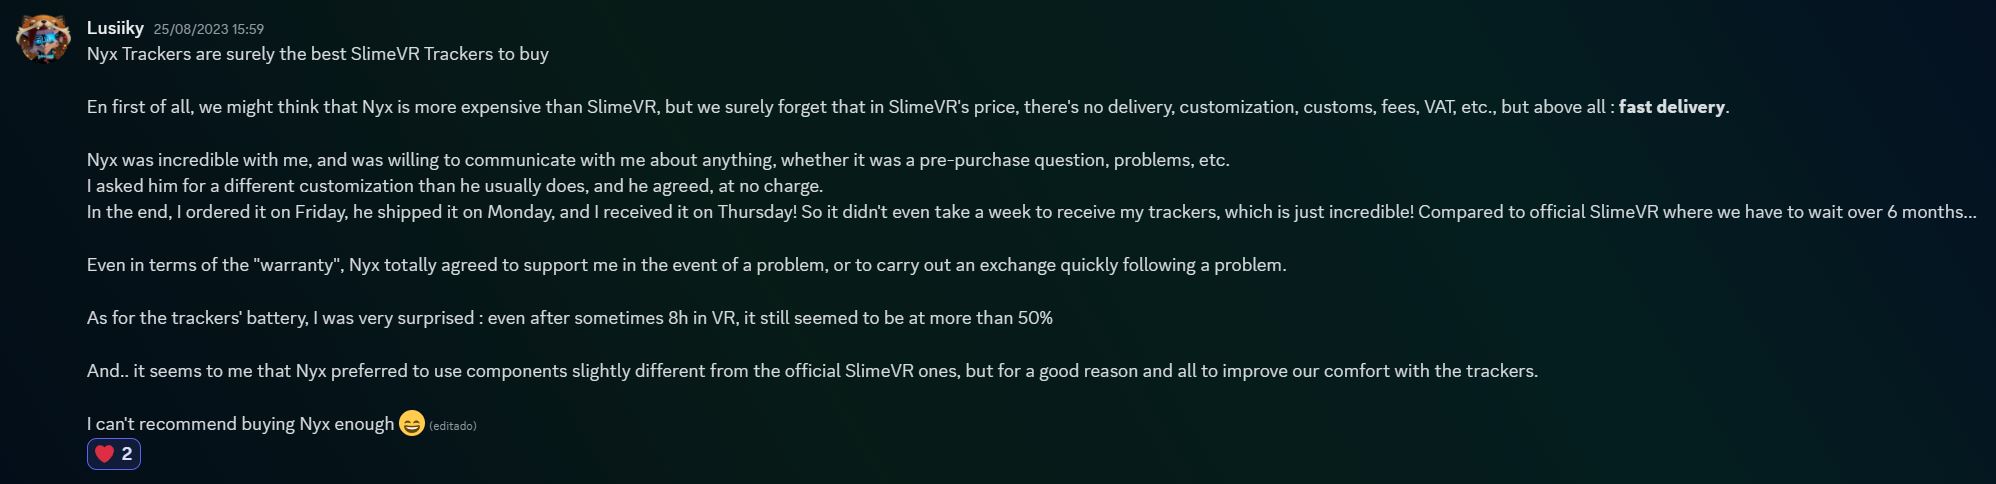 Lusiiky 25/08/2023 15:59
Nyx Trackers are surely the best SlimeVR Trackers to buy
En first of all, we might think that Nyx is more expensive than SlimeVR, but we surely forget that in SlimeVR's price, there's no delivery, customization, customs, fees, VAT, etc., but above all : fast delivery.
Nyx was incredible with me, and was willing to communicate with me about anything, whether it was a pre-purchase question, problems, etc.
I asked him for a different customization than he usually does, and he agreed, at no charge.
In the end, I ordered it on Friday, he shipped it on Monday, and I received it on Thursday! So it didn't even take a week to receive my trackers, which is just incredible! Compared to official SlimeVR where we have to wait over 6 months...
Even in terms of the "warranty", Nyx totally agreed to support me in the event of a problem, or to carry out an exchange quickly following a problem.
As for the trackers' battery, I was very surprised : even after sometimes 8h in VR, it still seemed to be at more than 50%
And.. it seems to me that Nyx preferred to use components slightly different from the official SlimeVR ones, but for a good reason and all to improve our comfort with the trackers.
I can't recommend buying Nyx enough 😄 (editado)
❤️ 2